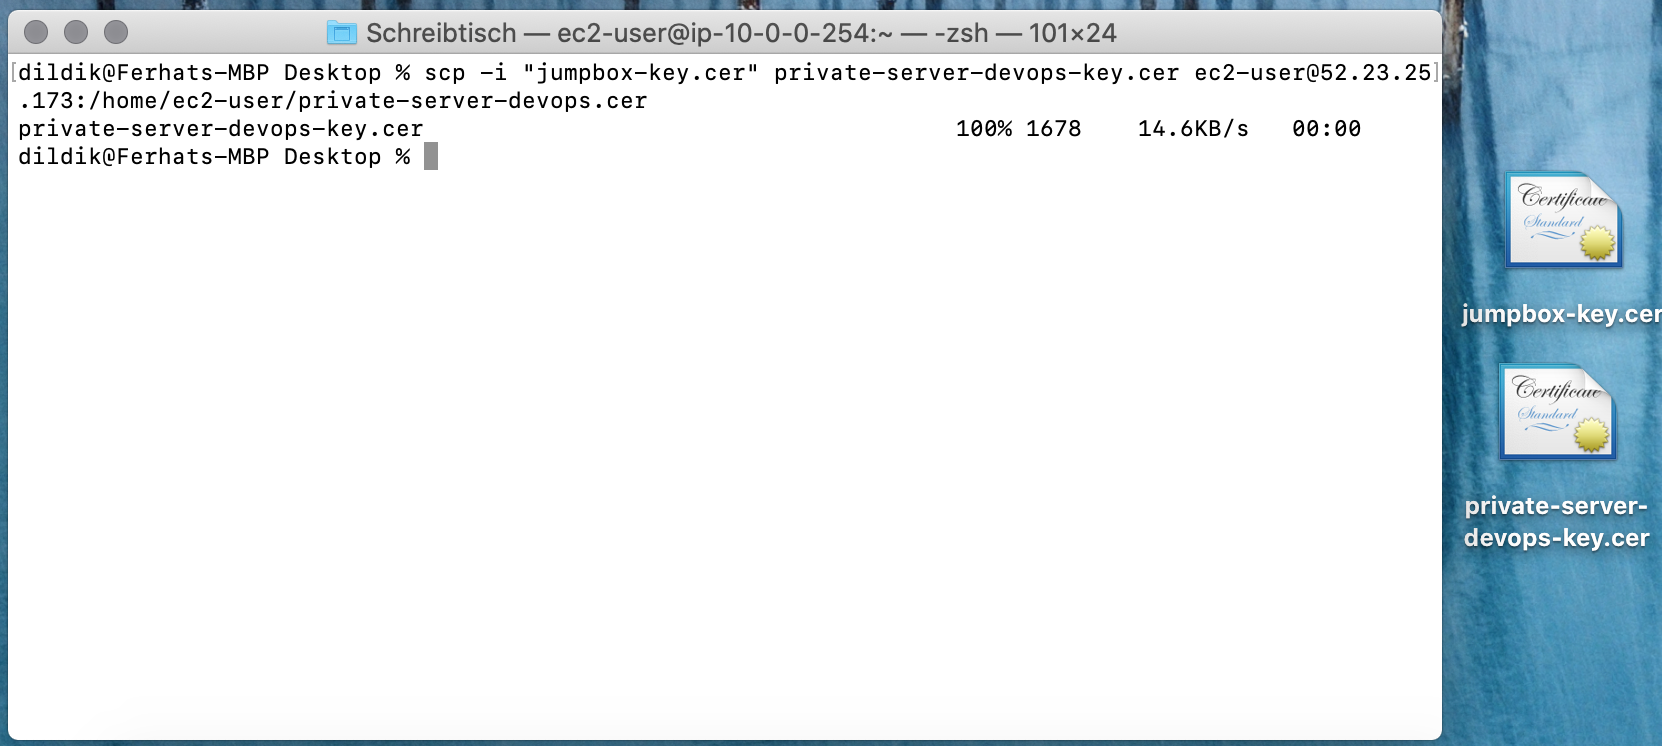 Schreibtisch — ec2-user@ip-10-0-0-254:~ — -zsh — 101×24
[dildik@Ferhats-MBP Desktop % scp -i "jumpbox-key.cer" private-server-devops-key.cer ec2-user@52.23.25]
.173:/home/ec2-user/private-server-devops.cer
private-server-devops-key.cer 100% 1678 14.6KB/s 00:00
dildik@Ferhats-MBP Desktop %
Certificate
Standard
jumpbox-key.cer
Certificate
Standard
private-server-
devops-key.cer